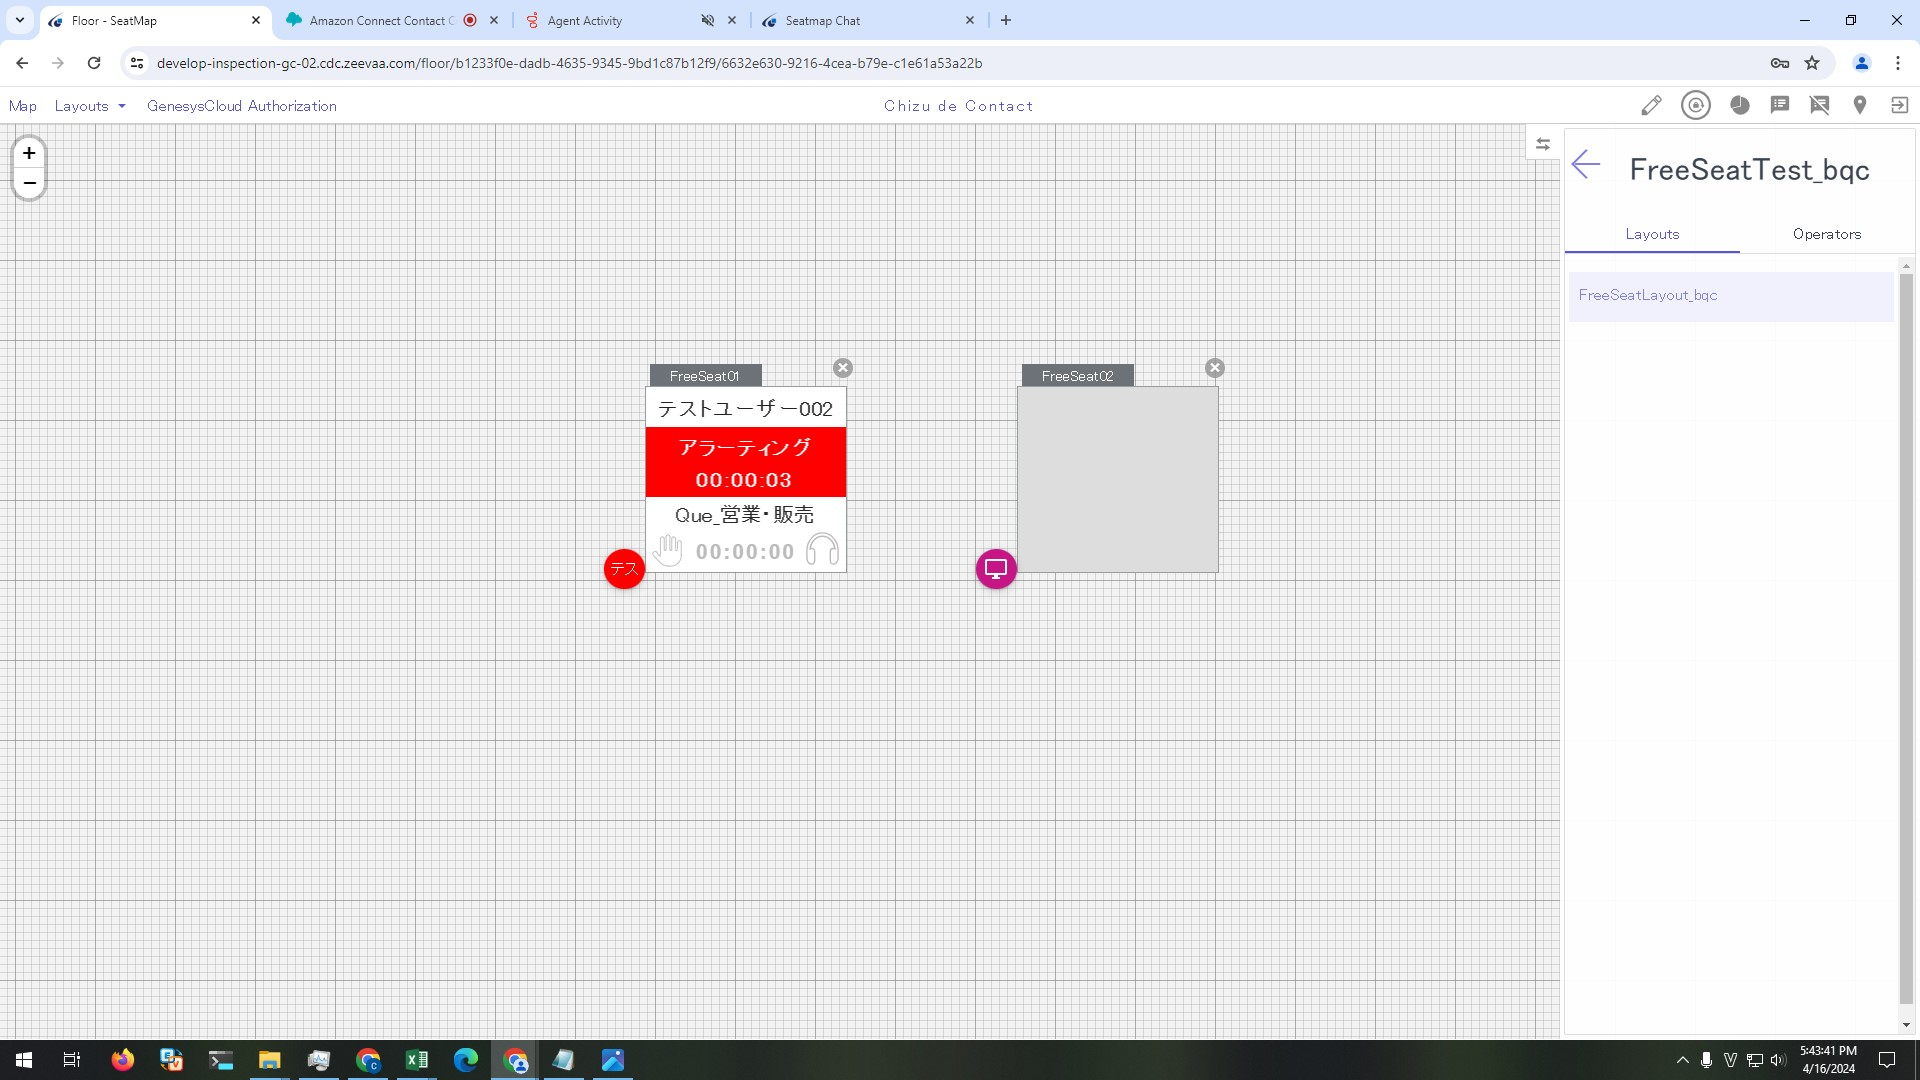 Floor - SeatMap
Amazon Connect Contact C
Agent Activity
Seatmap Chat
develop-inspection-gc-02.cdc.zeevaa.com/floor/b1233f0e-dadb-4635-9345-9bd1c87b12f9/6632e630-9216-4cea-b79e-c1e61a53a22b
Map Layouts GenesysCloud Authorization
Chizu de Contact
+
−
FreeSeatTest_bqc
Layouts Operators
FreeSeatLayout_bqc
FreeSeat01
テストユーザー002
アラーティング
00:00:03
Que_営業・販売
00:00:00
テス
FreeSeat02
5:43:41 PM
4/16/2024